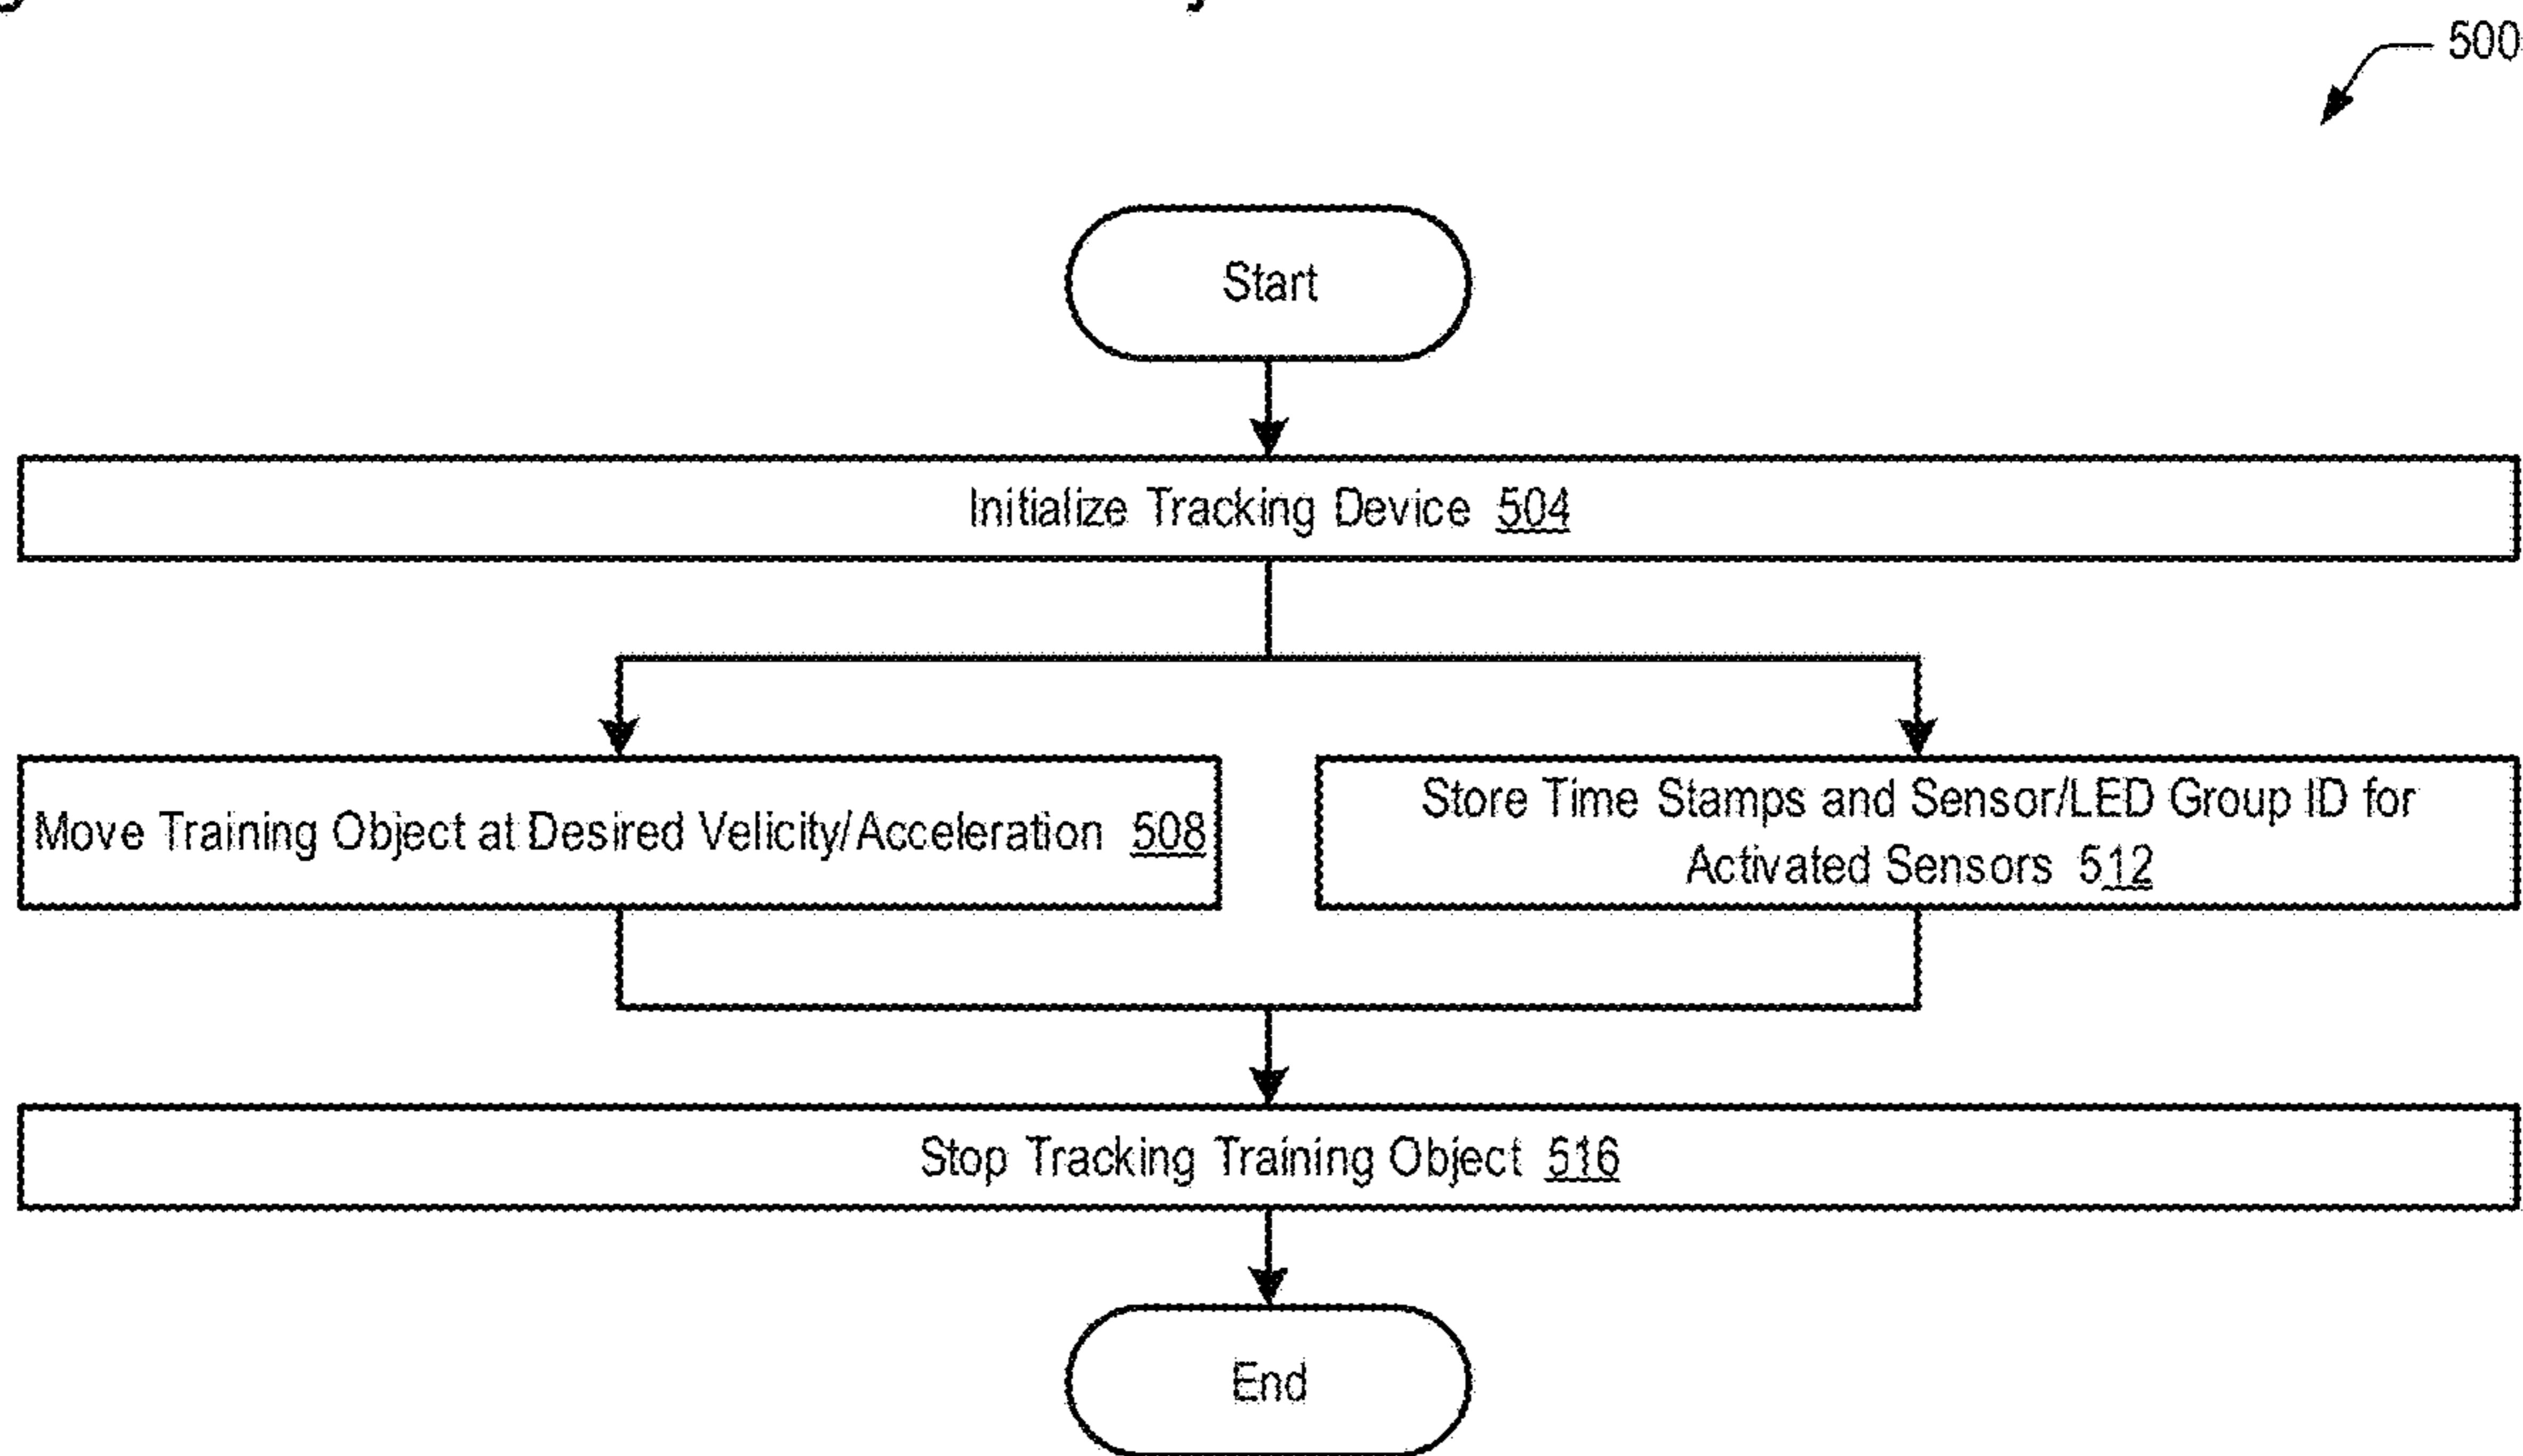 500
Start
Initialize Tracking Device 504
Move Training Object at Desired Velicity/Acceleration 508
Store Time Stamps and Sensor/LED Group ID for
Activated Sensors 512
Stop Tracking Training Object 516
End